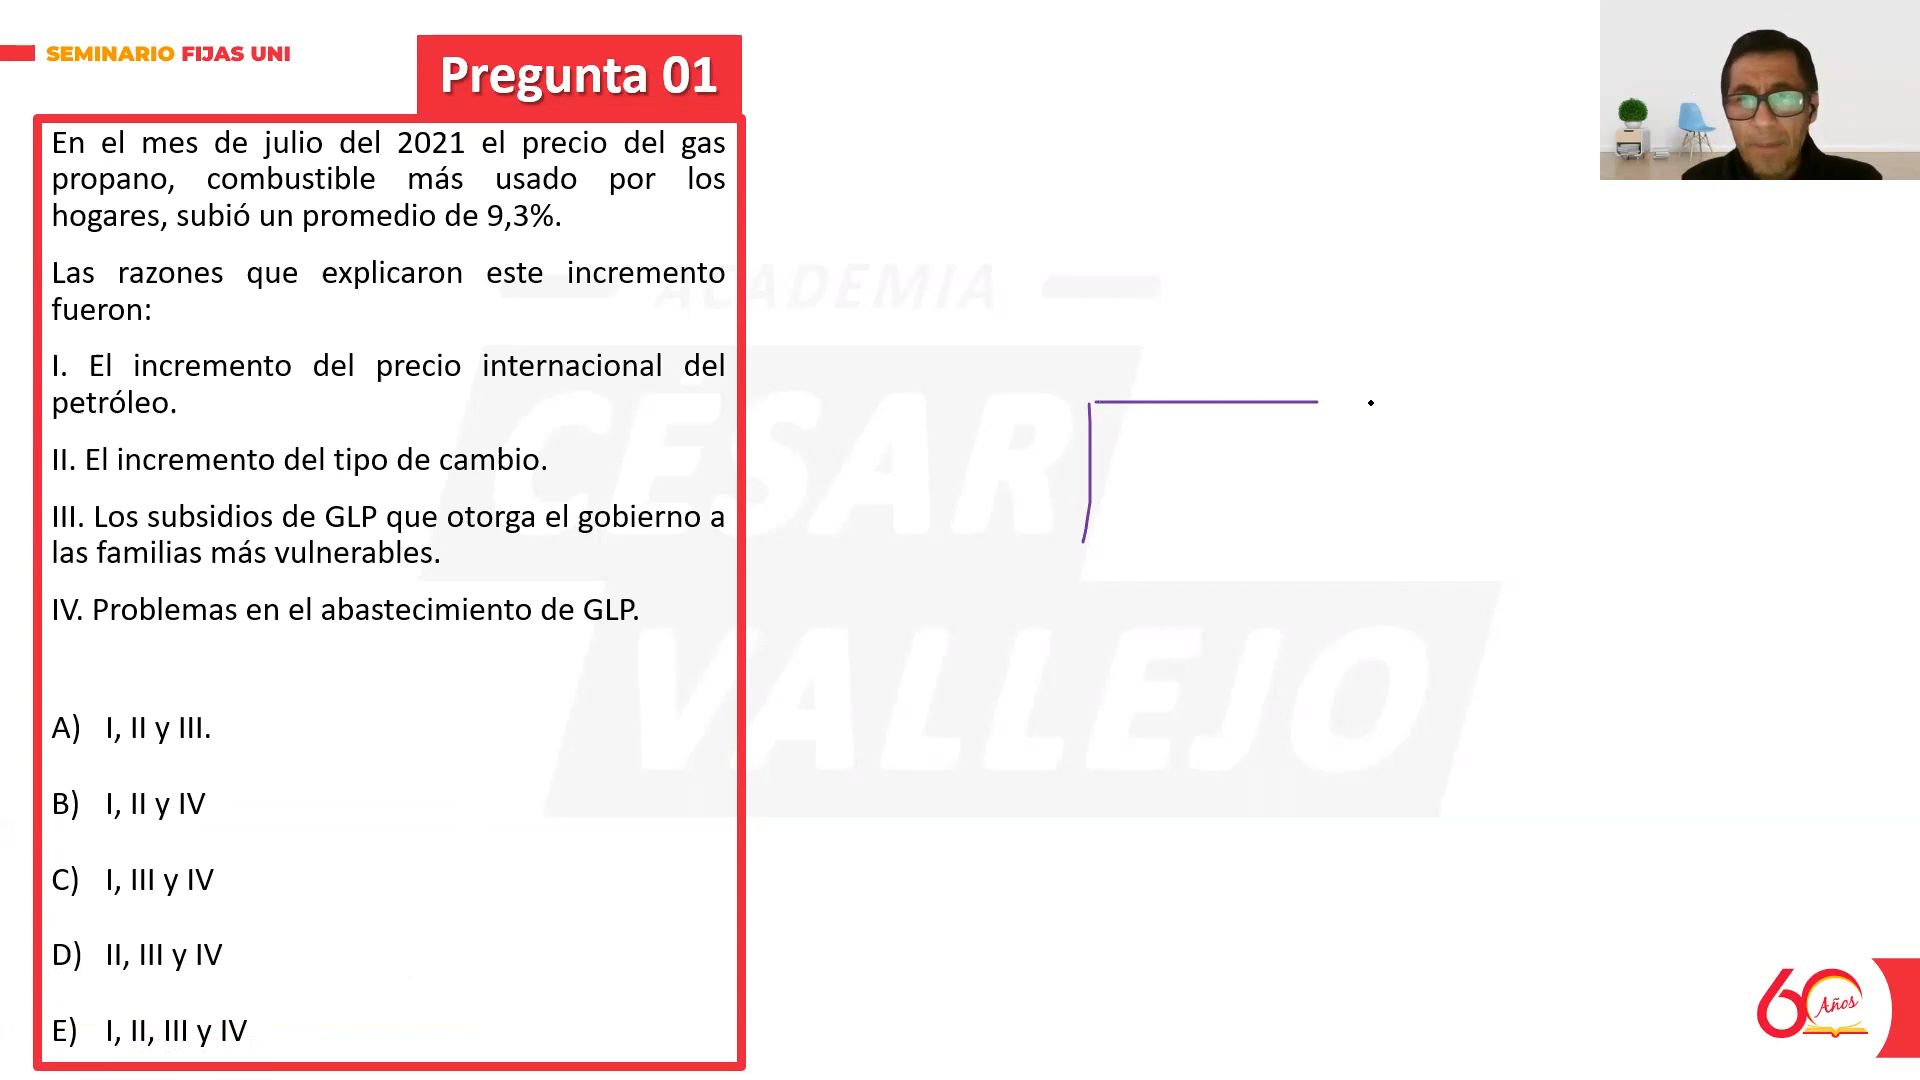 SEMINARIO FIJAS UNI
Pregunta 01
En el mes de julio del 2021 el precio del gas
propano, combustible más usado por los
hogares, subió un promedio de 9,3%.
Las razones que explicaron este incremento
fueron:
I. El incremento del precio internacional del
petróleo.
II. El incremento del tipo de cambio.
III. Los subsidios de GLP que otorga el gobierno a
las familias más vulnerables.
IV. Problemas en el abastecimiento de GLP.
A) I, II y III.
B) I, II y IV
C) I, III y IV
D) II, III y IV
E) I, II, III y IV
ACADEMIA
CÉSAR
VALLEJO
60 Años